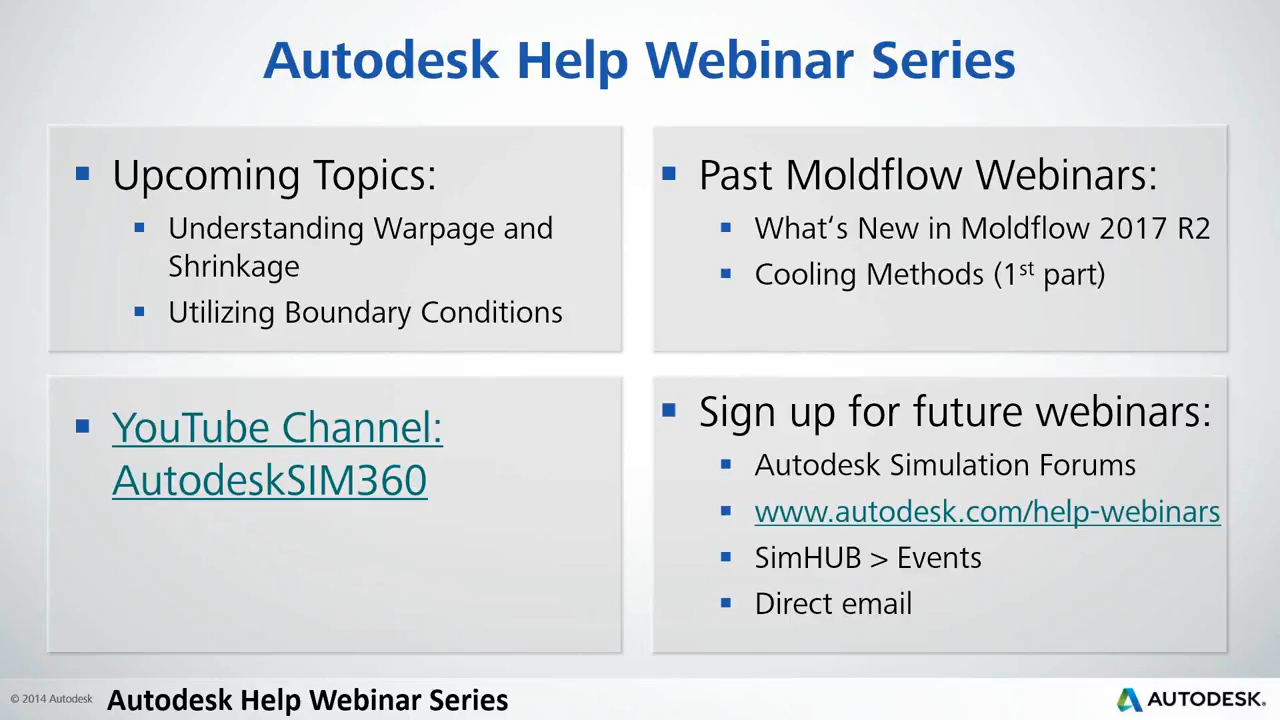 Autodesk Help Webinar Series
▪ Upcoming Topics:
▪ Understanding Warpage and
Shrinkage
▪ Utilizing Boundary Conditions
▪ Past Moldflow Webinars:
▪ What‘s New in Moldflow 2017 R2
▪ Cooling Methods (1st part)
▪ YouTube Channel:
AutodeskSIM360
▪ Sign up for future webinars:
▪ Autodesk Simulation Forums
▪ www.autodesk.com/help-webinars
▪ SimHUB > Events
▪ Direct email
© 2014 Autodesk
Autodesk Help Webinar Series
AUTODESK.